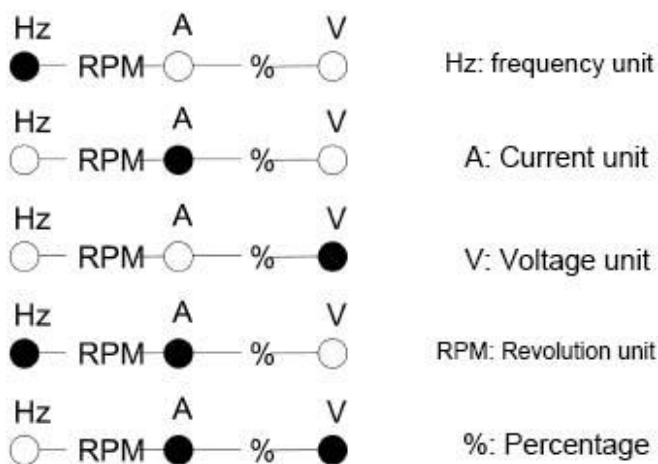 Hz A V
RPM % Hz: frequency unit
Hz A V
RPM % A: Current unit
Hz A V
RPM % V: Voltage unit
Hz A V
RPM % RPM: Revolution unit
Hz A V
RPM % %: Percentage